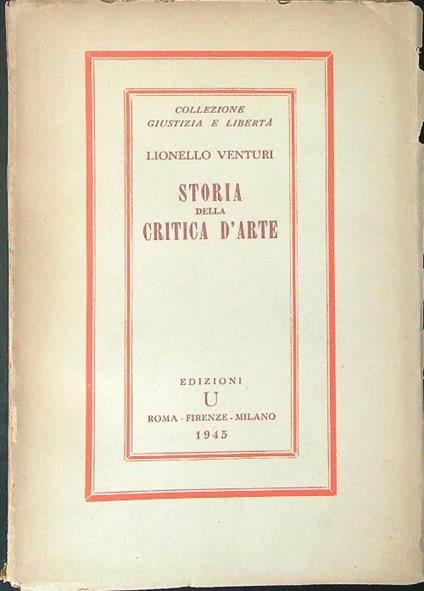 COLLEZIONE
GIUSTIZIA E LIBERTÀ
LIONELLO VENTURI
STORIA
DELLA
CRITICA D'ARTE
EDIZIONI
U
ROMA - FIRENZE - MILANO
1945